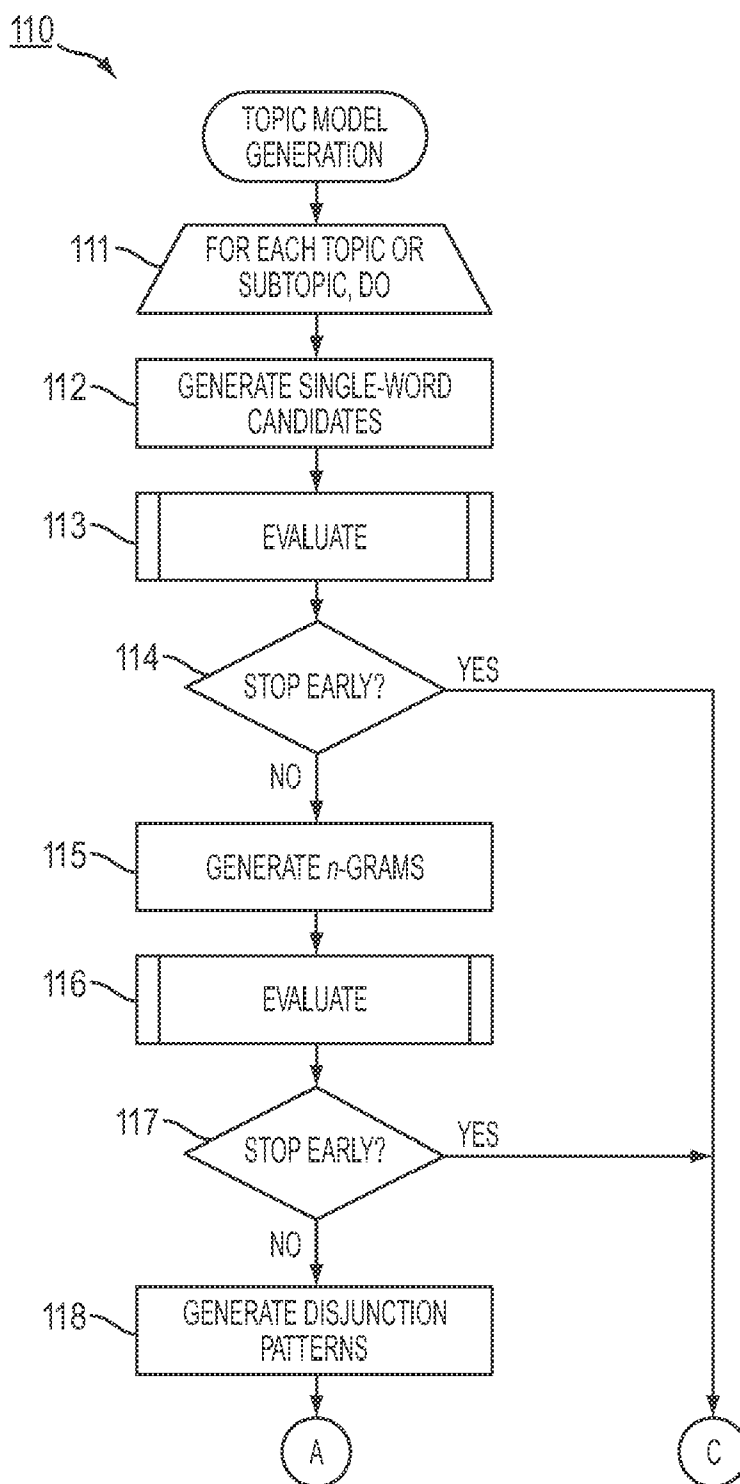 110
TOPIC MODEL
GENERATION
111
FOR EACH TOPIC OR
SUBTOPIC, DO
112
GENERATE SINGLE-WORD
CANDIDATES
113
EVALUATE
114
STOP EARLY?
YES
NO
115
GENERATE n-GRAMS
116
EVALUATE
117
STOP EARLY?
YES
NO
118
GENERATE DISJUNCTION
PATTERNS
A
C